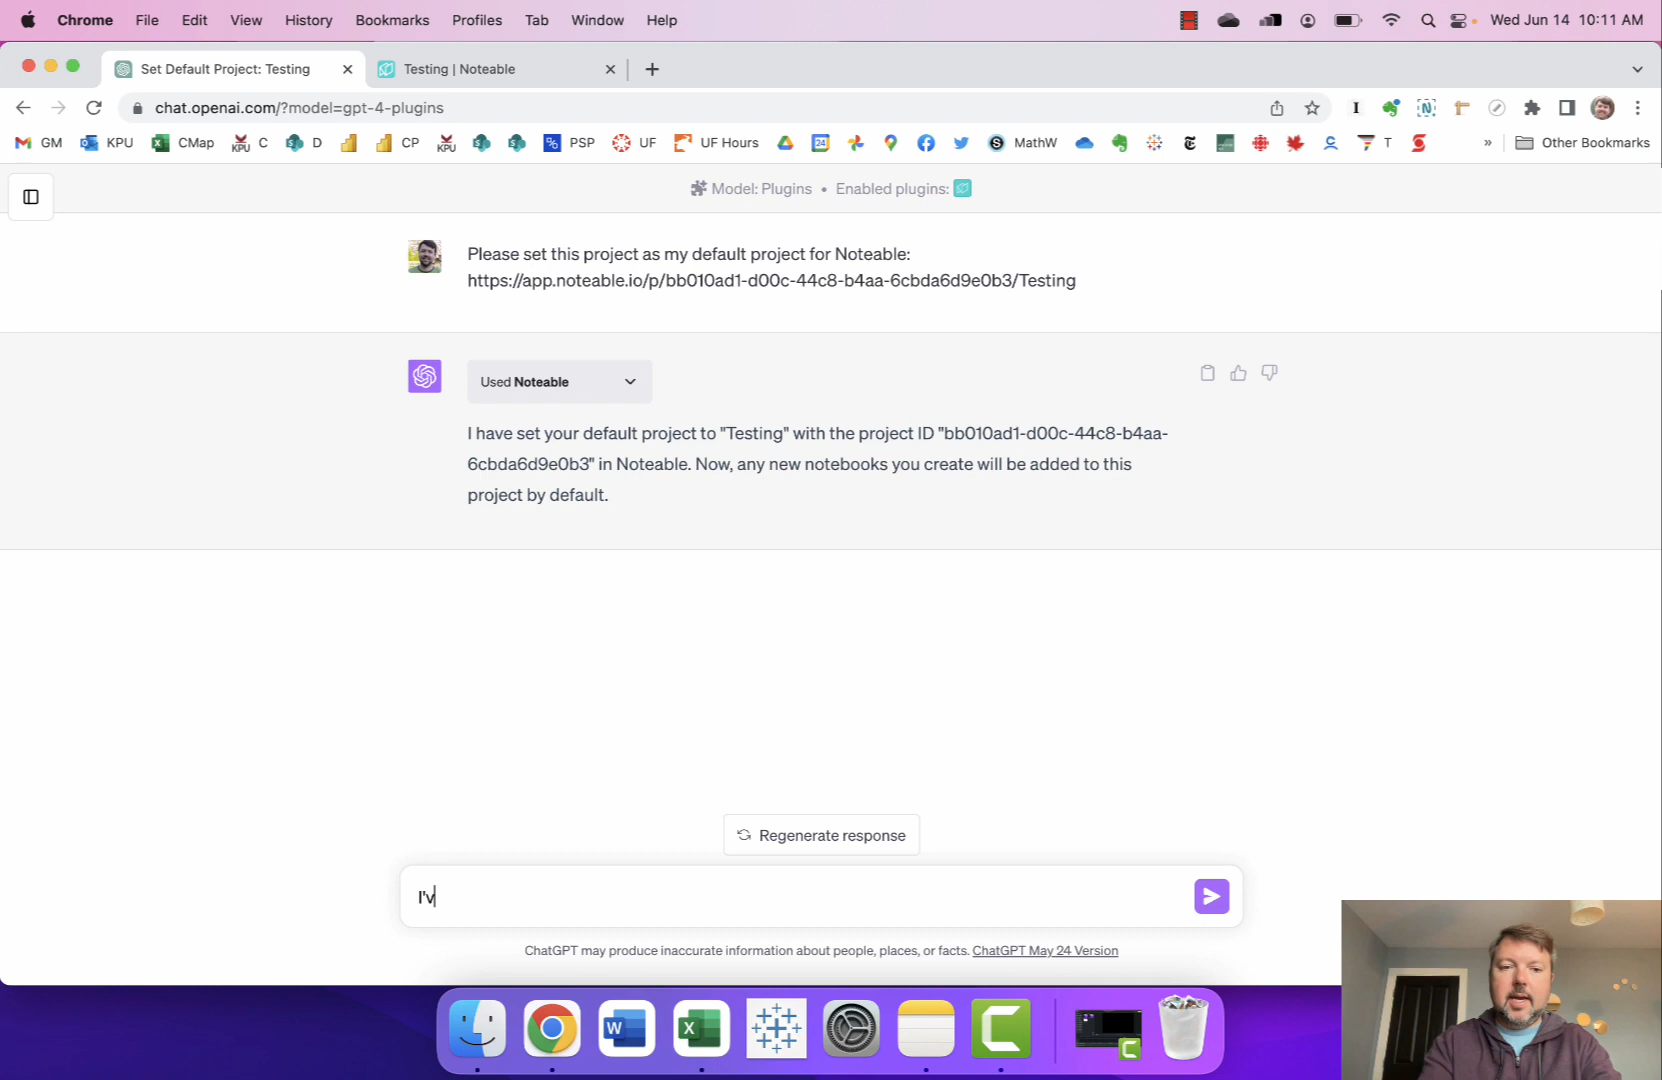 Chrome File Edit View History Bookmarks Profiles Tab Window Help Wed Jun 14 10:11 AM
Set Default Project: Testing Testing | Noteable
chat.openai.com/?model=gpt-4-plugins
GM KPU CMap KPU C D CP KPU PSP UF UF Hours 24 MathW T » Other Bookmarks
Model: Plugins • Enabled plugins:
Please set this project as my default project for Noteable:
https://app.noteable.io/p/bb010ad1-d00c-44c8-b4aa-6cbda6d9e0b3/Testing
Used Noteable
I have set your default project to "Testing" with the project ID "bb010ad1-d00c-44c8-b4aa-
6cbda6d9e0b3" in Noteable. Now, any new notebooks you create will be added to this
project by default.
Regenerate response
I'v
ChatGPT may produce inaccurate information about people, places, or facts. ChatGPT May 24 Version